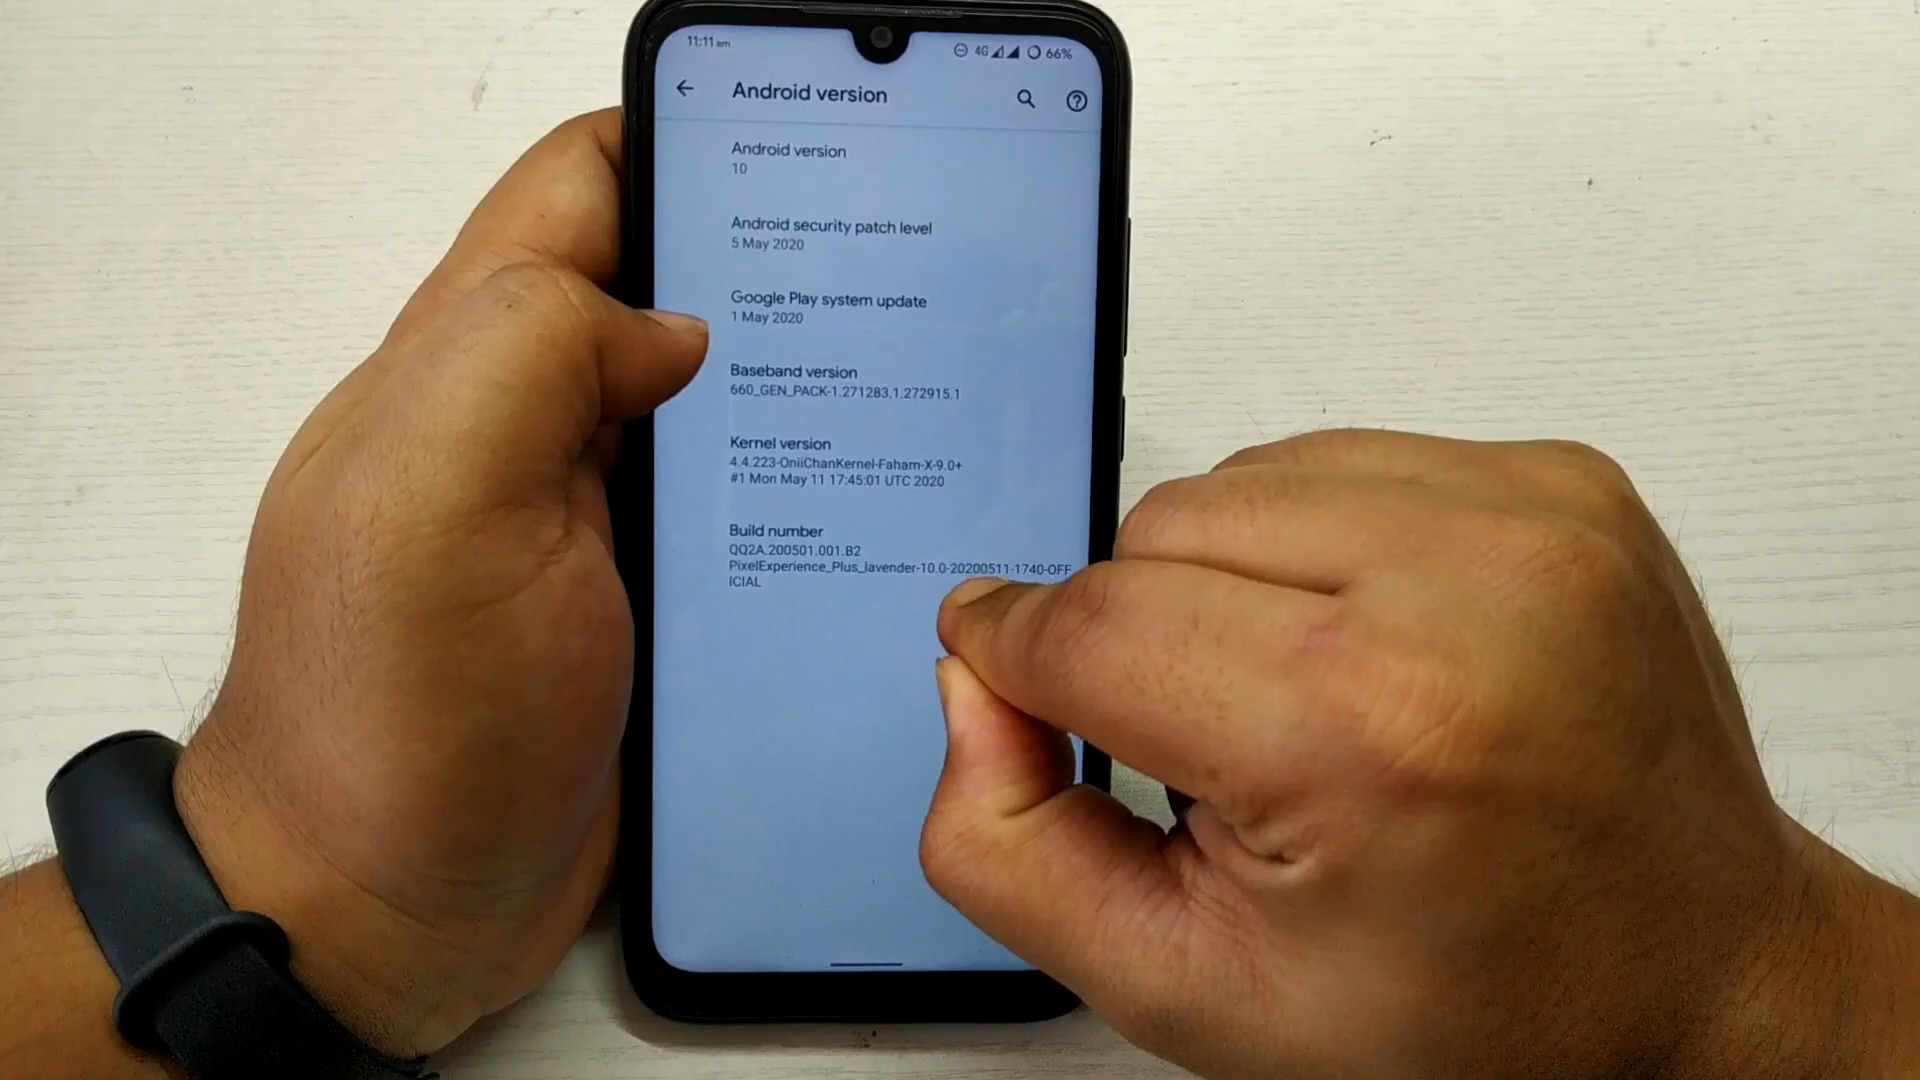 11:11 am
4G 66%
Android version
Android version
10
Android security patch level
5 May 2020
Google Play system update
1 May 2020
Baseband version
660_GEN_PACK-1.271283.1.272915.1
Kernel version
4.4.223-OniiChanKernel-Faham-X-9.0+
#1 Mon May 11 17:45:01 UTC 2020
Build number
QQ2A.200501.001.B2
PixelExperience_Plus_lavender-10.0-20200511-1740-OFF
ICIAL